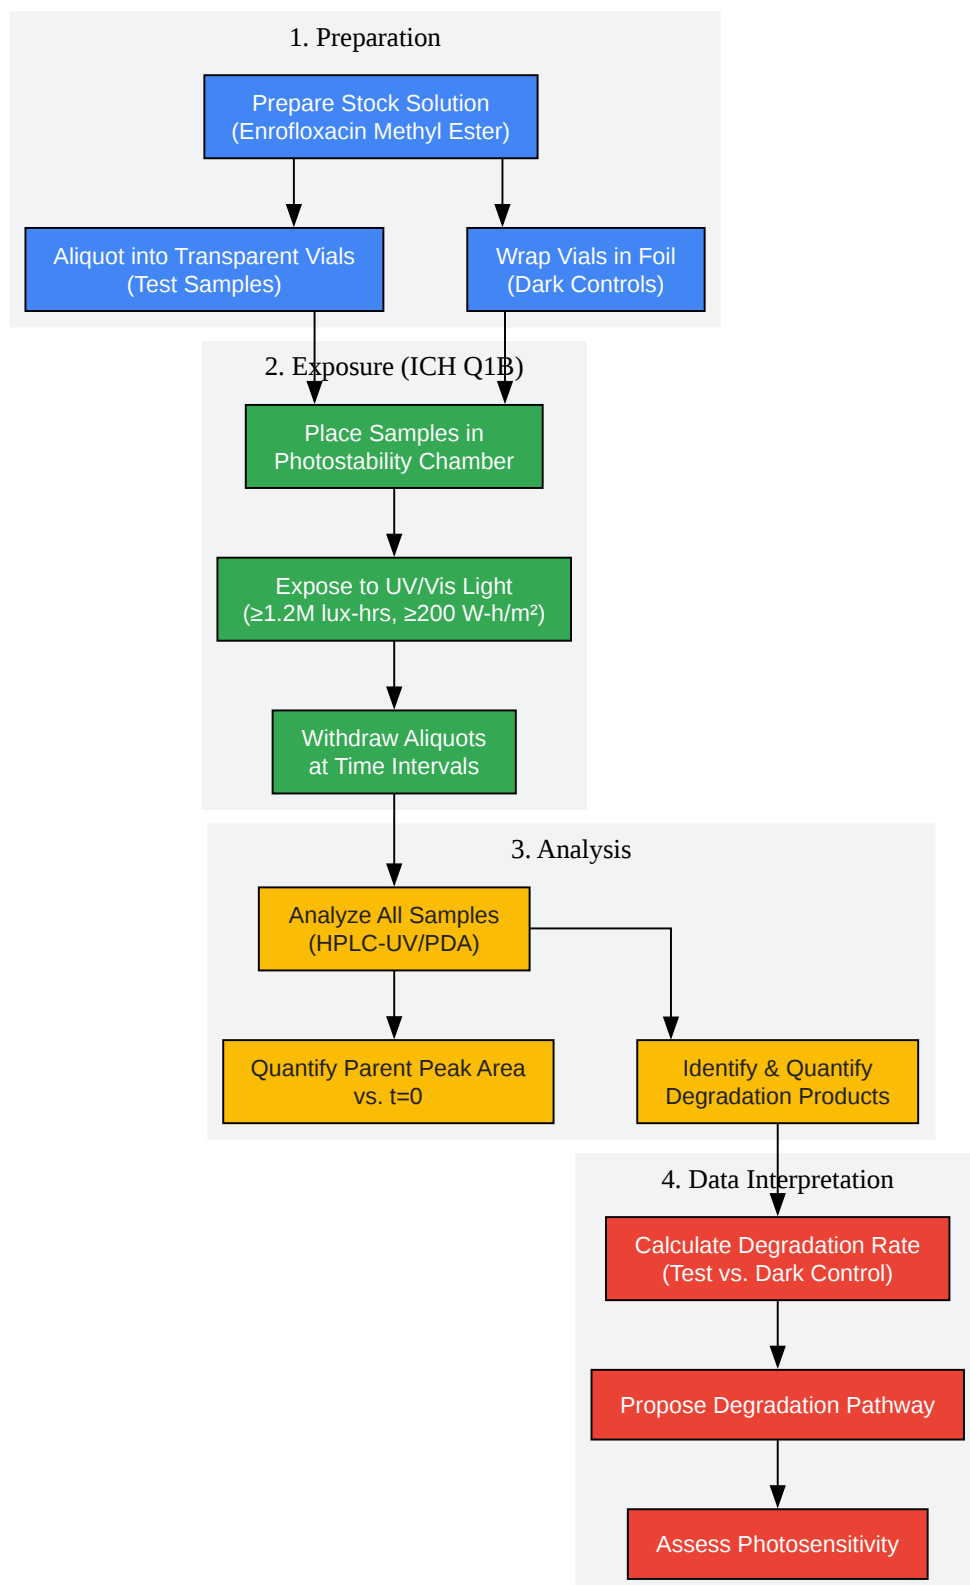 1. Preparation
Prepare Stock Solution
(Enrofloxacin Methyl Ester)
Aliquot into Transparent Vials
(Test Samples)
Wrap Vials in Foil
(Dark Controls)
2. Exposure (ICH Q1B)
Place Samples in
Photostability Chamber
Expose to UV/Vis Light
(≥1.2M lux-hrs, ≥200 W-h/m²)
Withdraw Aliquots
at Time Intervals
3. Analysis
Analyze All Samples
(HPLC-UV/PDA)
Quantify Parent Peak Area
vs. t=0
Identify & Quantify
Degradation Products
4. Data Interpretation
Calculate Degradation Rate
(Test vs. Dark Control)
Propose Degradation Pathway
Assess Photosensitivity